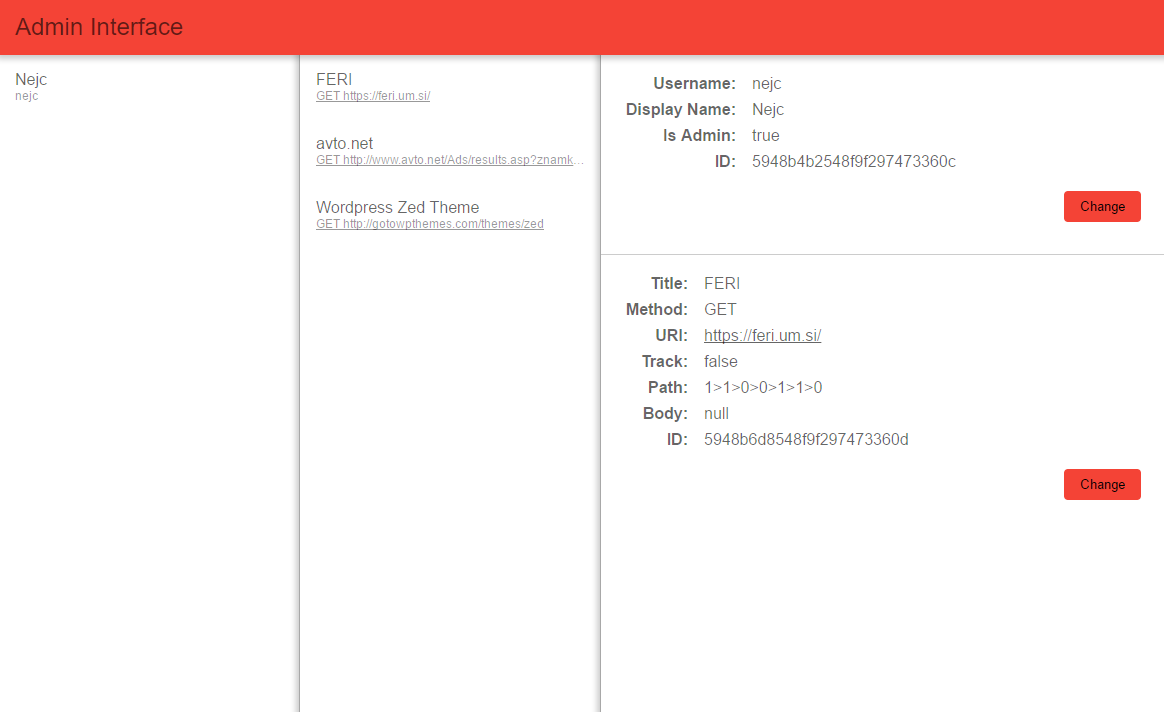 Admin Interface
Nejc
nejc
FERI
GET https://feri.um.si/
avto.net
GET http://www.avto.net/Ads/results.asp?znamk...
Wordpress Zed Theme
GET http://gotowpthemes.com/themes/zed
Username: nejc
Display Name: Nejc
Is Admin: true
ID: 5948b4b2548f9f297473360c
Change
Title: FERI
Method: GET
URI: https://feri.um.si/
Track: false
Path: 1>1>0>0>1>1>0
Body: null
ID: 5948b6d8548f9f297473360d
Change